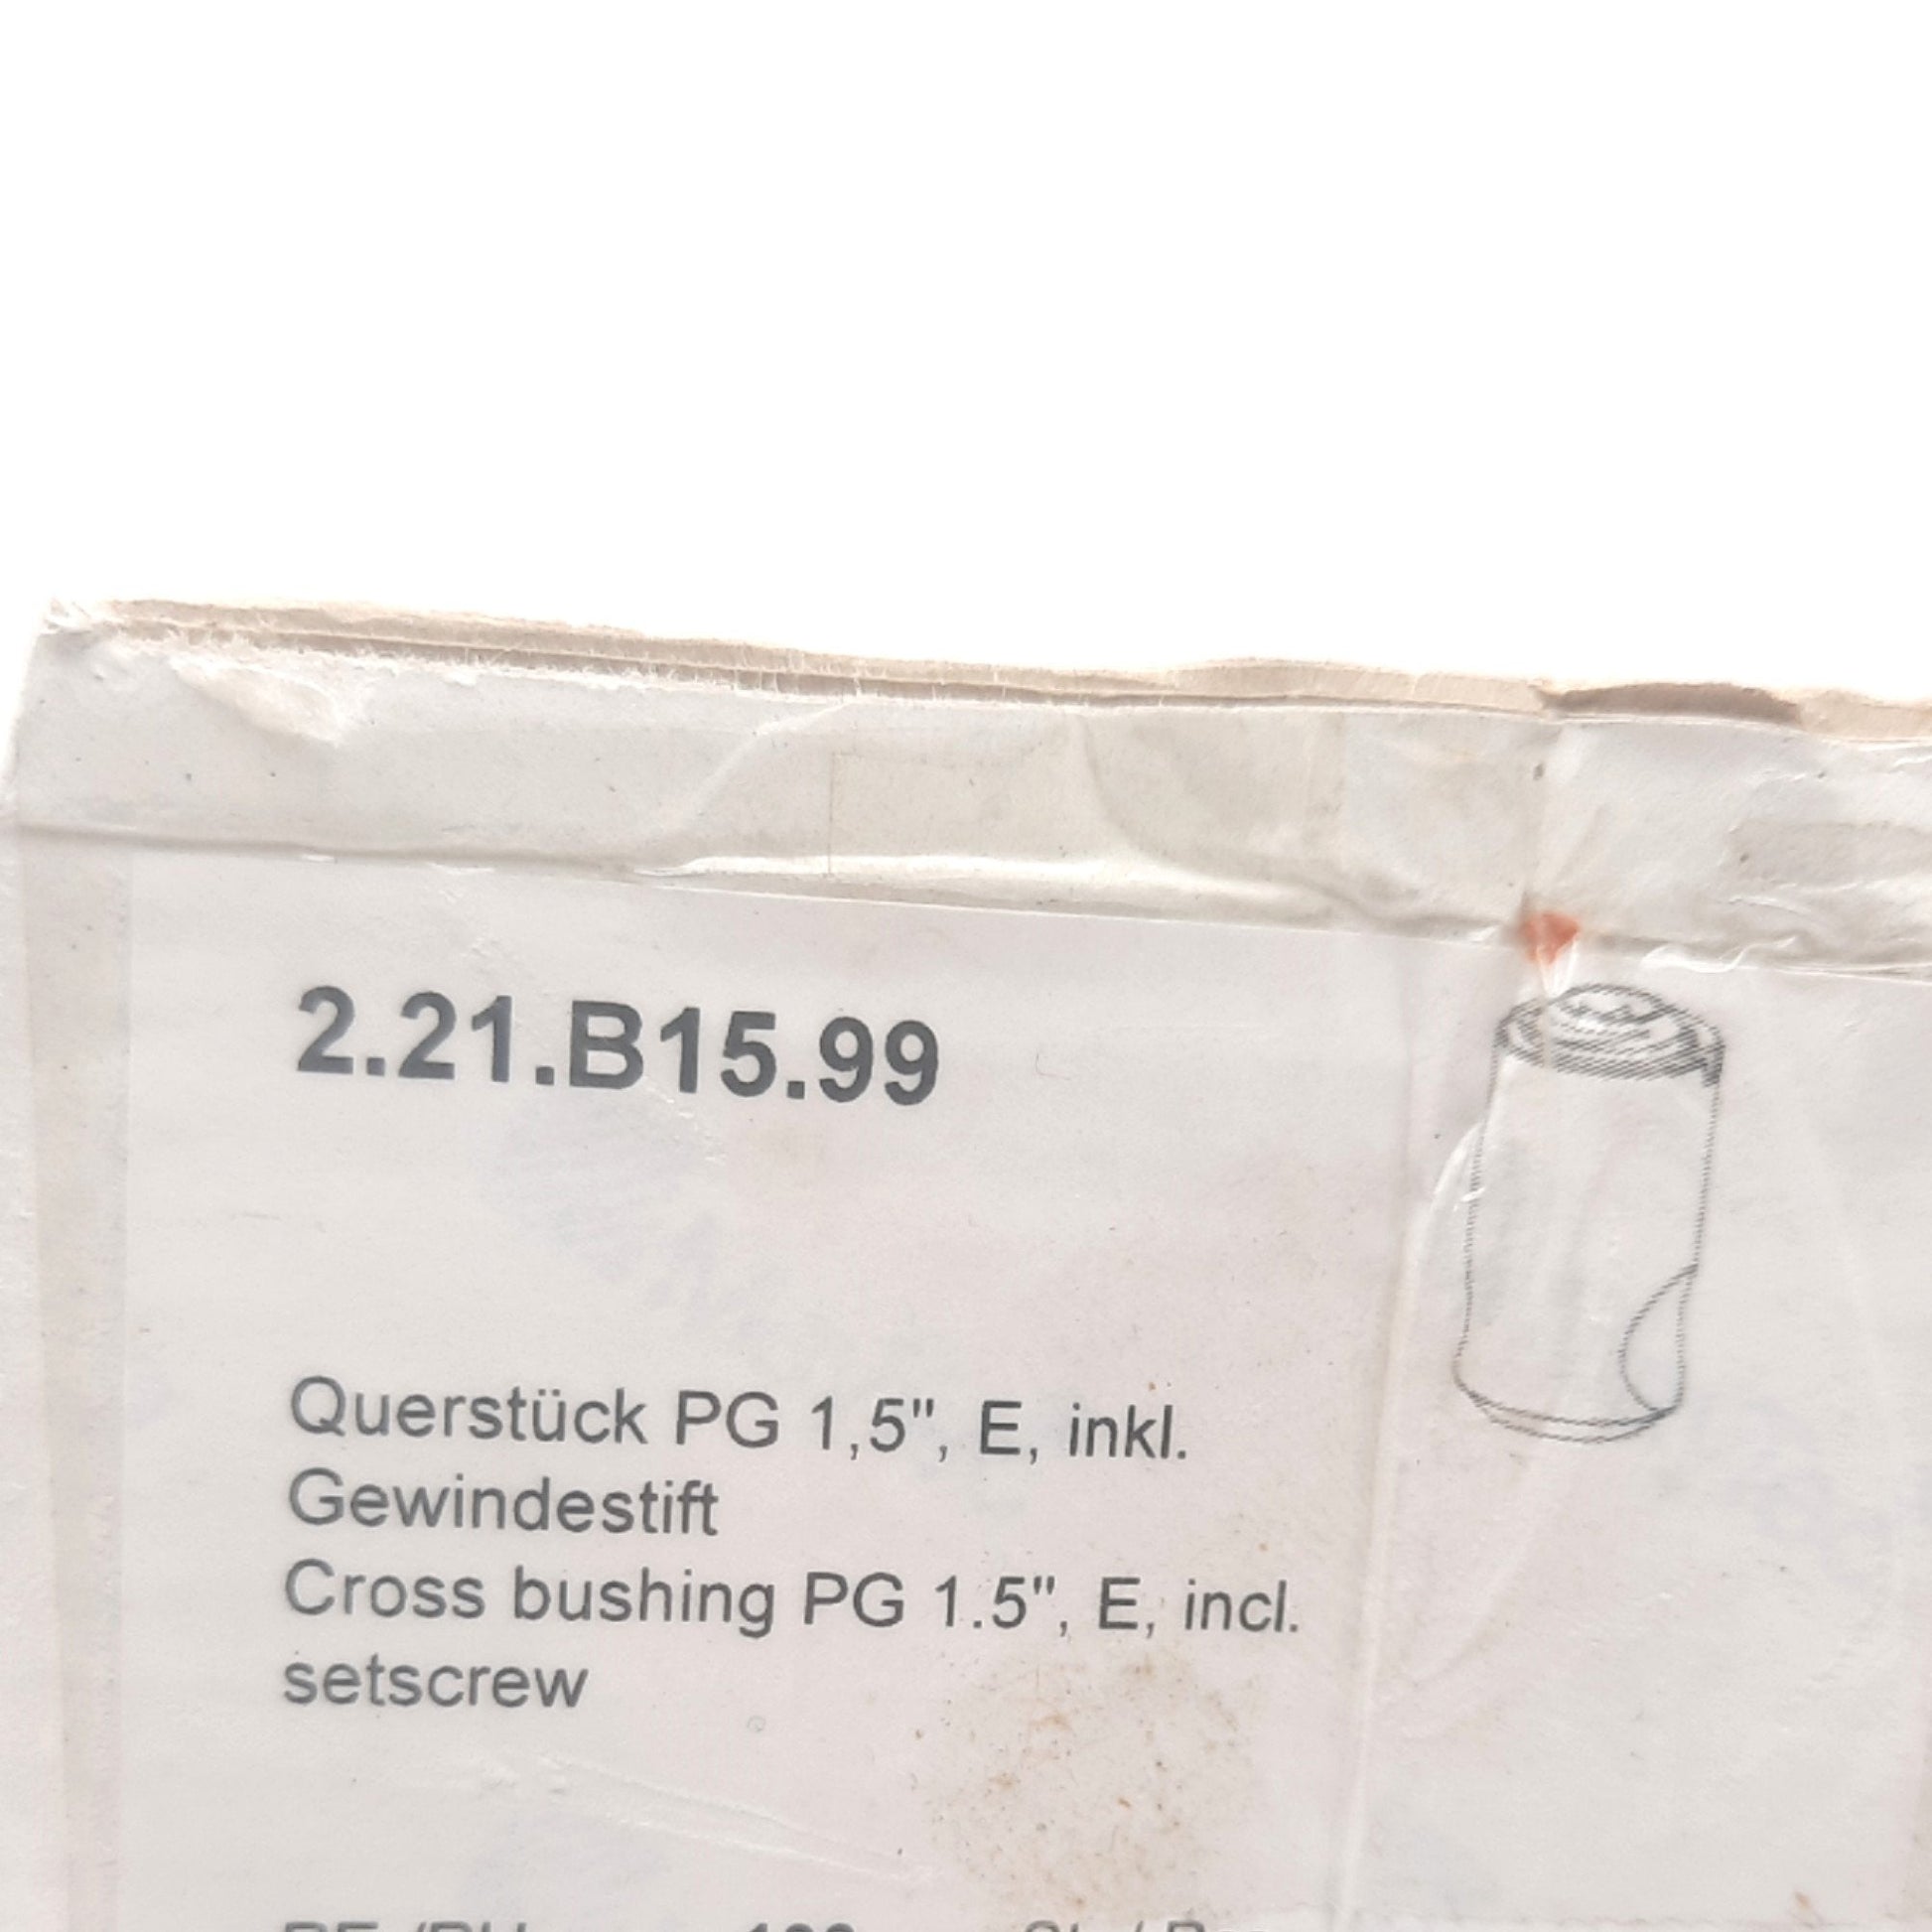 2.21.B15.99
Querstück PG 1,5", E, inkl.
Gewindestift
Cross bushing PG 1.5", E, incl.
setscrew